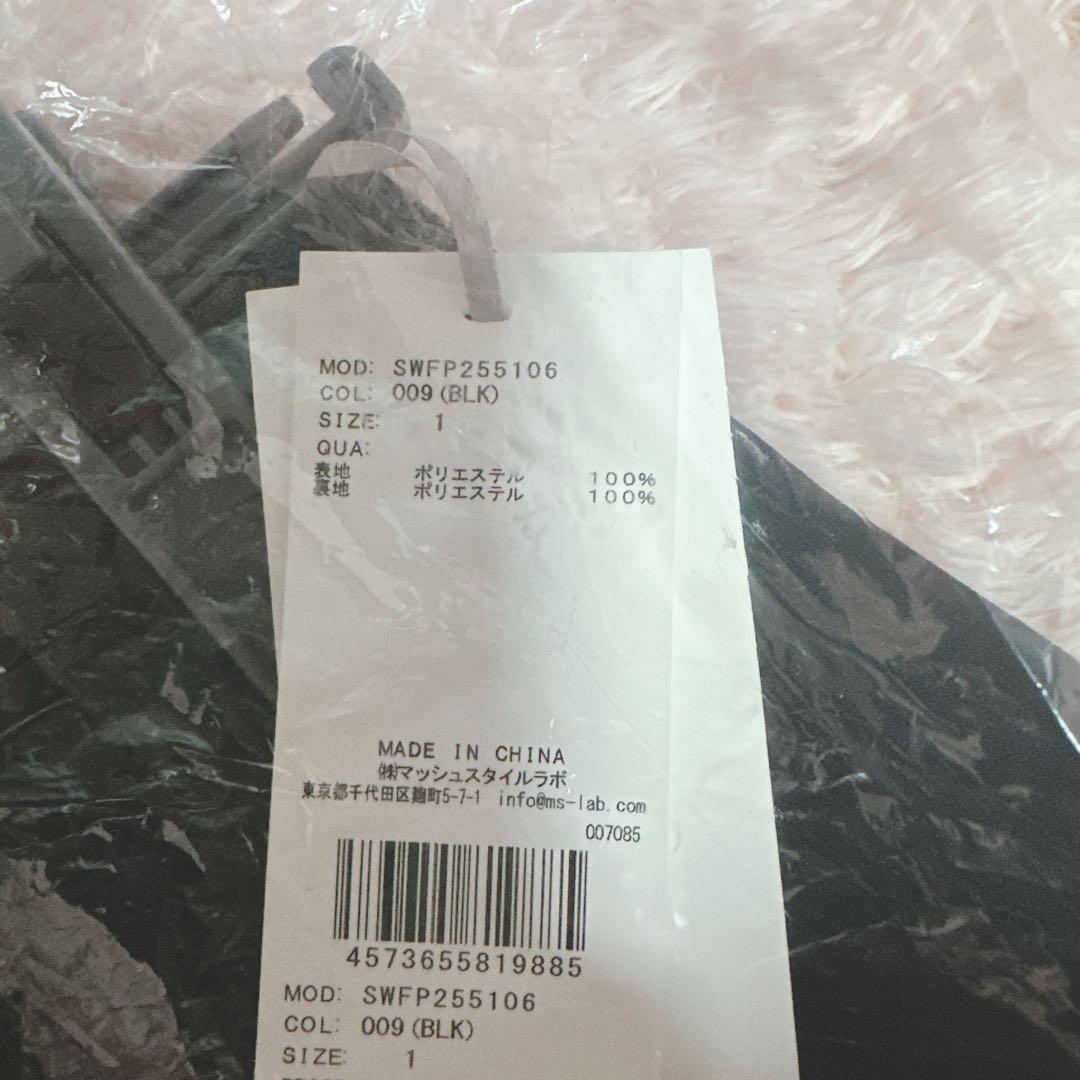 MOD: SWFP255106
COL: 009(BLK)
SIZE: 1
QUA:
表地 ポリエステル 100%
裏地 ポリエステル 100%
MADE IN CHINA
㈱マッシュスタイルラボ
東京都千代田区麹町5-7-1 info@ms-lab.com
007085
4573655819885
MOD: SWFP255106
COL: 009(BLK)
SIZE: 1